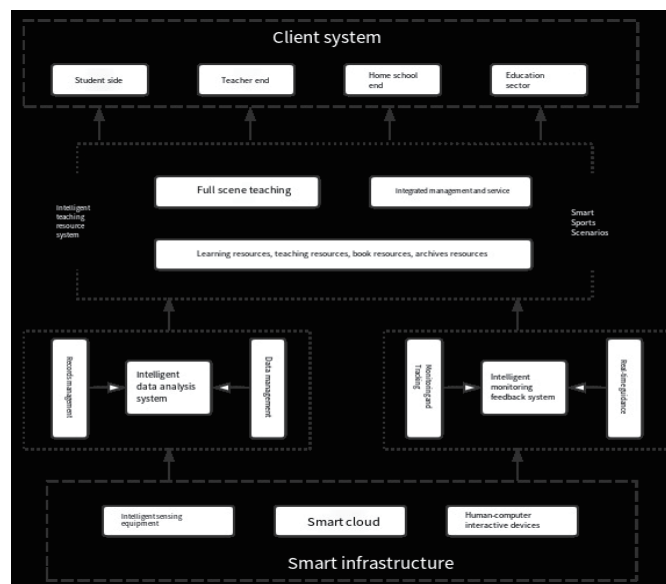 Client system
Student side
Teacher end
Home school
end
Education
sector
Full scene teaching
Integrated management and service
Intelligent
teaching
resource
system
Smart
Sports
Scenarios
Learning resources, teaching resources, book resources, archives resources
Records management
Intelligent
data analysis
system
Data management
Monitoring and
Tracking
Intelligent
monitoring
feedback system
Real-time guidance
Intelligent sensing
equipment
Smart cloud
Human-computer
interactive devices
Smart infrastructure